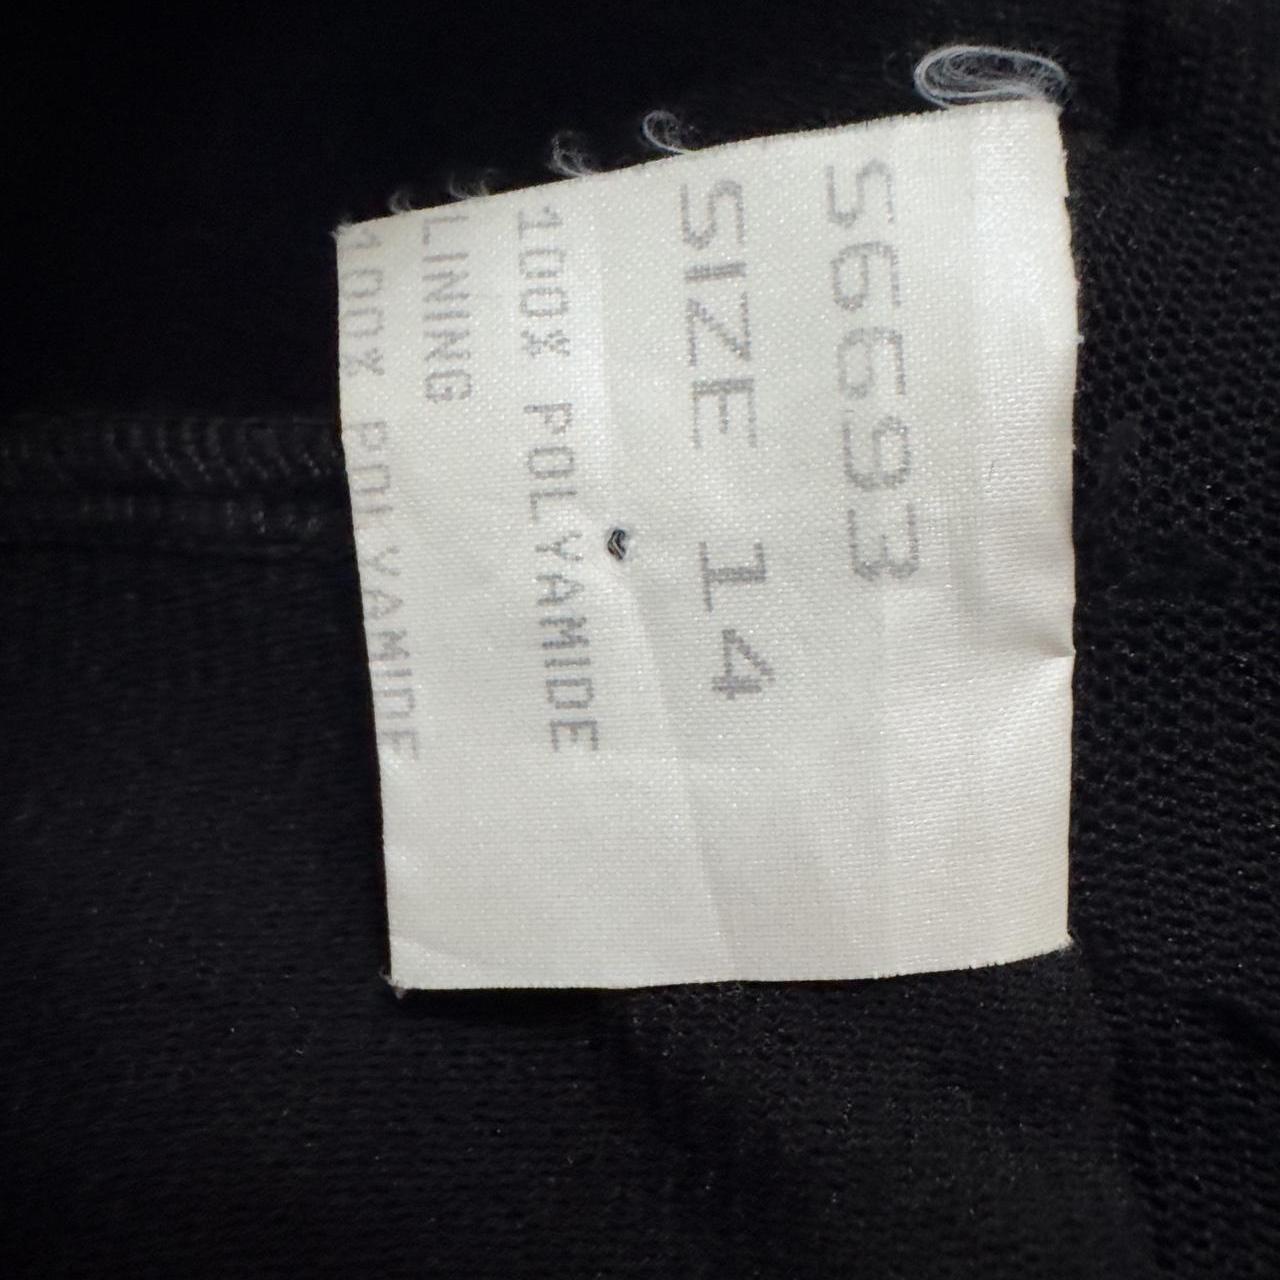 S6693
SIZE 14
100% POLYAMIDE
LINING
100% POLYAMIDE